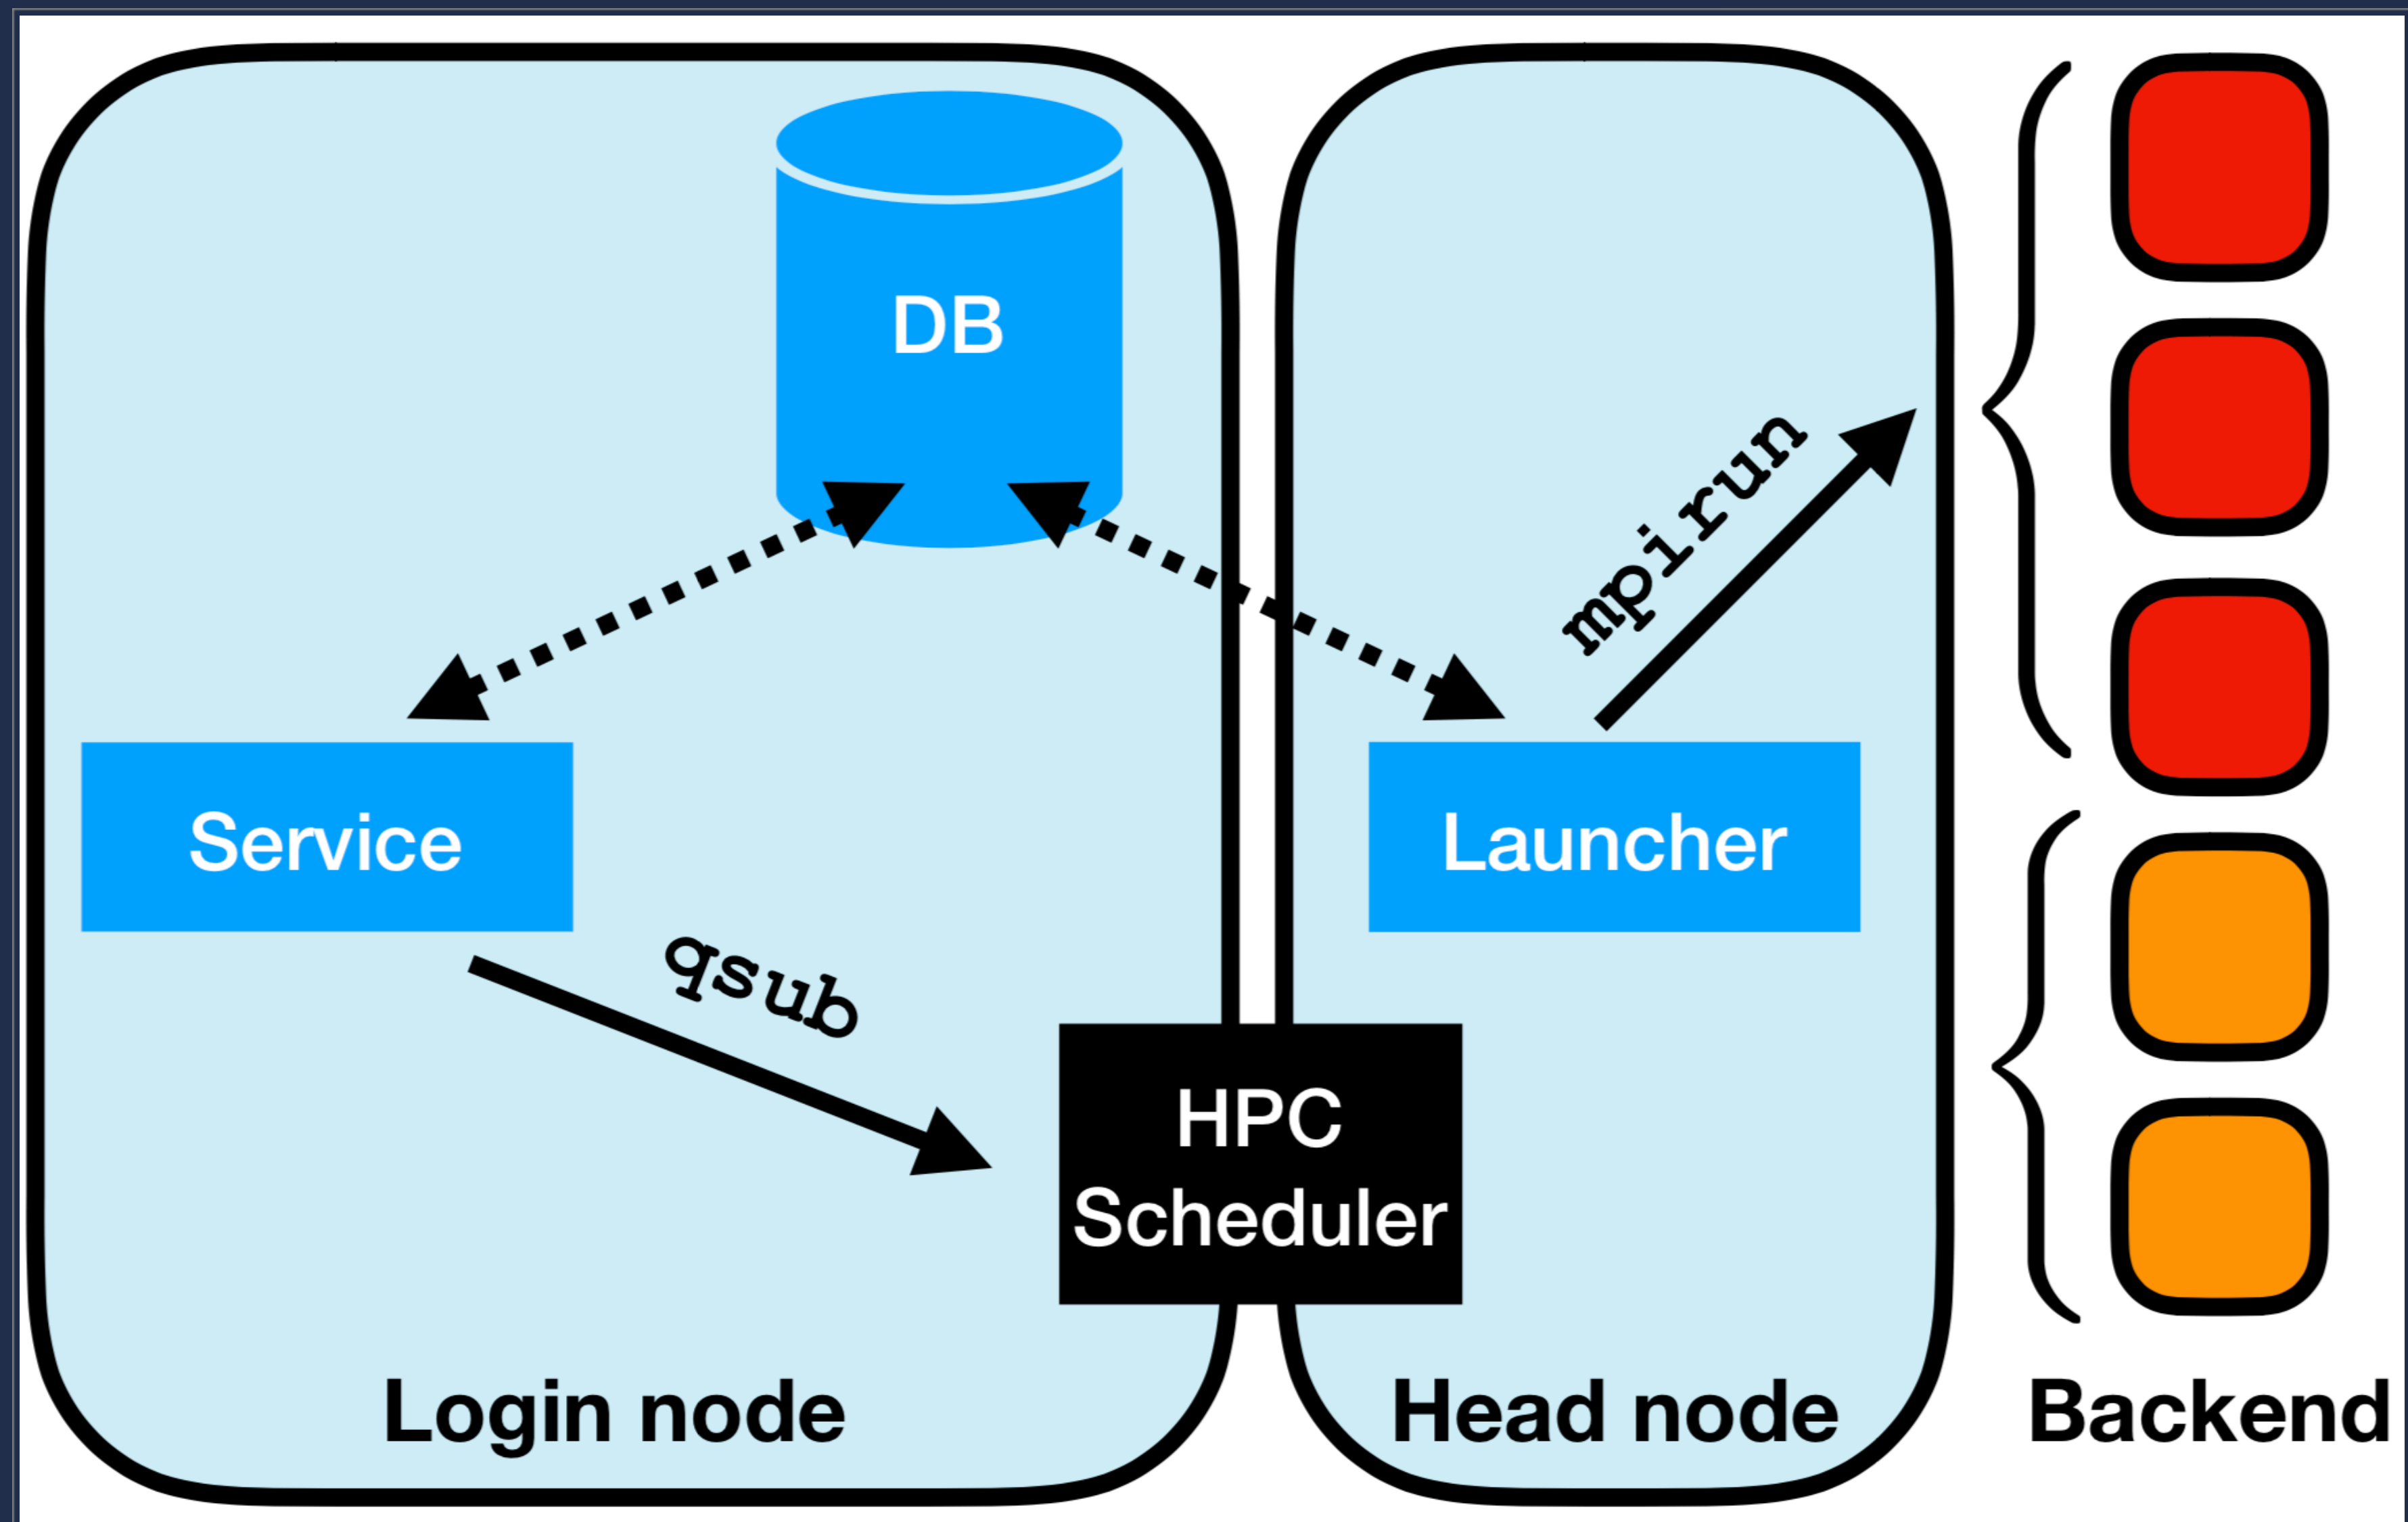 DB
mpirun
Service
Launcher
qsub
HPC
Scheduler
Login node
Head node
Backend